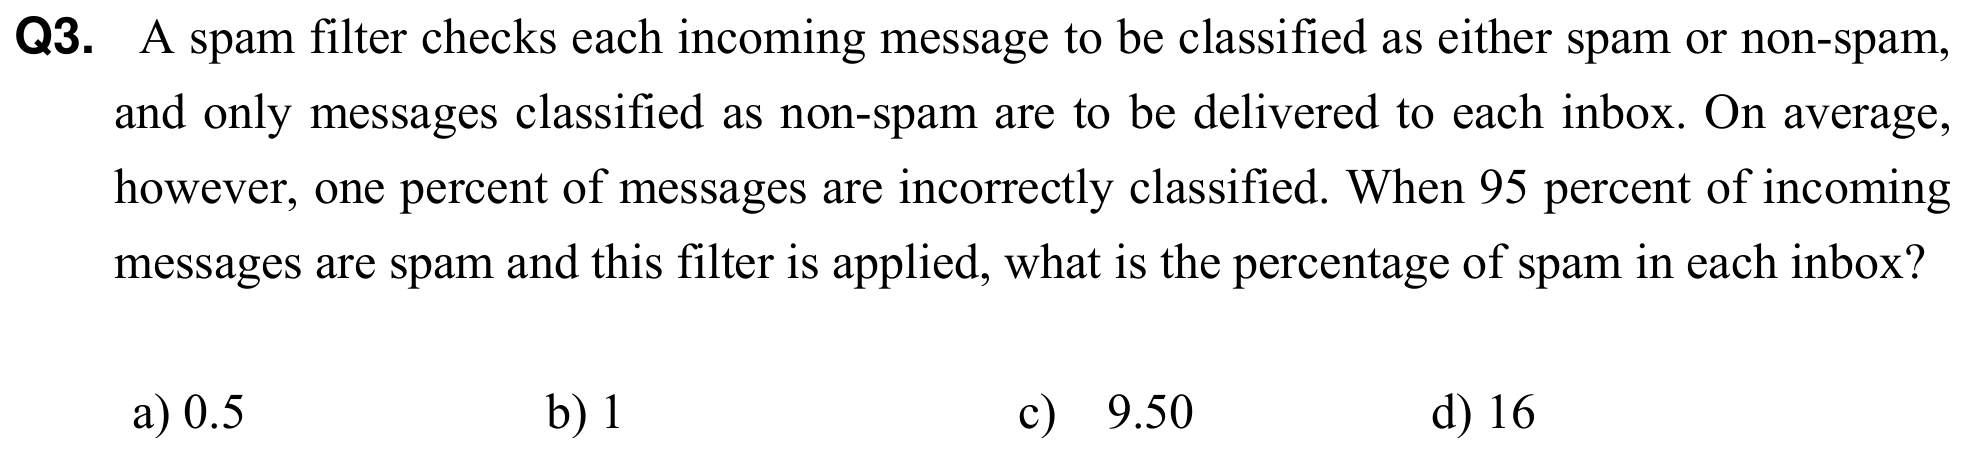 Q3. A spam filter checks each incoming message to be classified as either spam or non-spam,
and only messages classified as non-spam are to be delivered to each inbox. On average,
however, one percent of messages are incorrectly classified. When 95 percent of incoming
messages are spam and this filter is applied, what is the percentage of spam in each inbox?
a) 0.5 b) 1 c) 9.50 d) 16